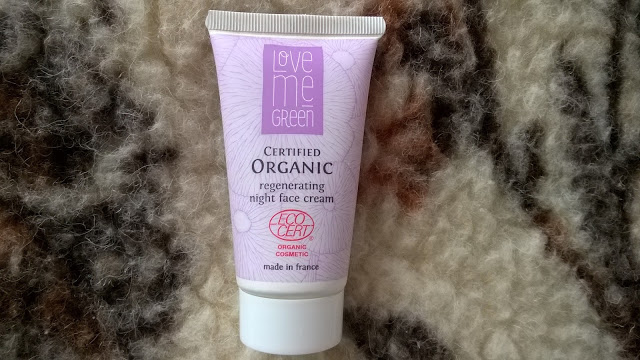 Love
me
Green
CERTIFIED
ORGANIC
regenerating
night face cream
ECO
CERT®
ORGANIC
COSMETIC
made in france